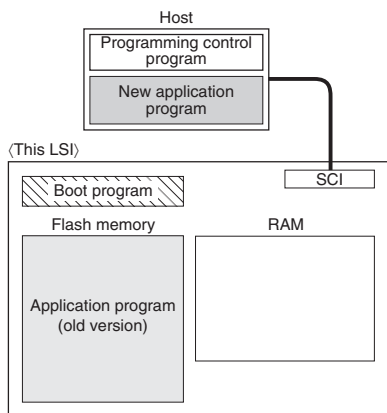 Host
Programming control
program
New application
program
〈This LSI〉
SCI
Boot program
Flash memory
RAM
Application program
(old version)